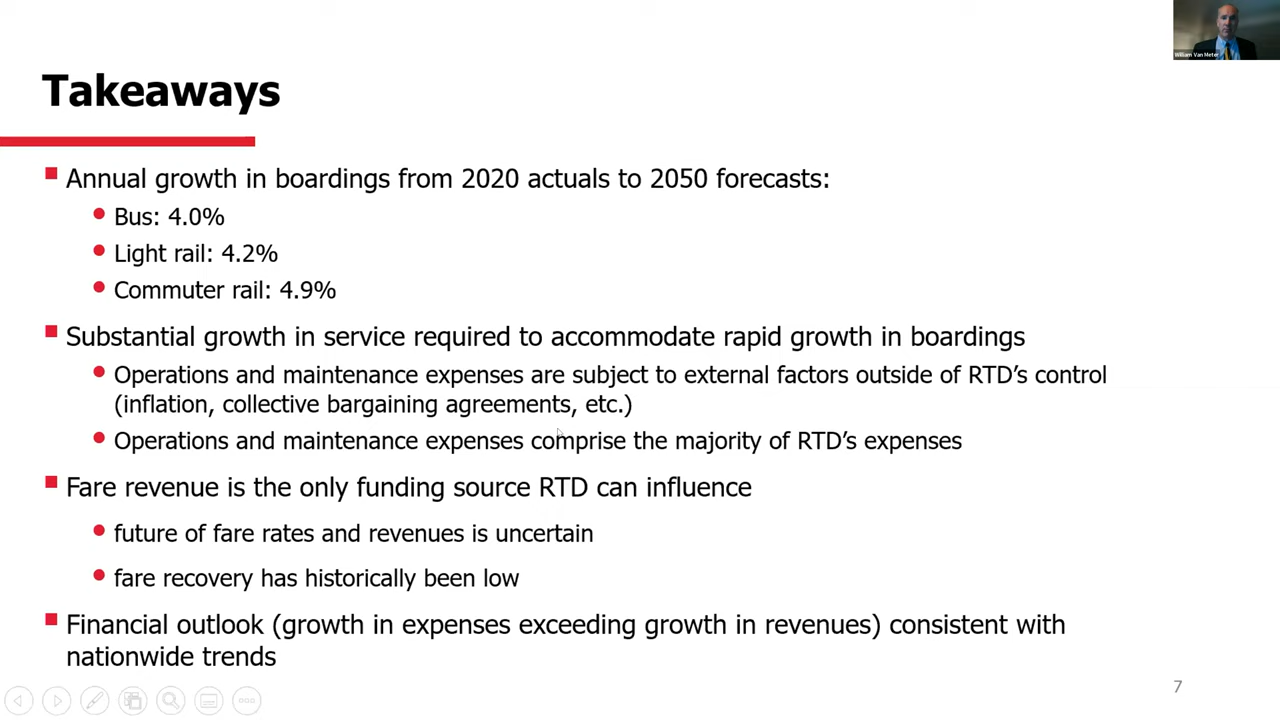 William Van Meter
Takeaways
Annual growth in boardings from 2020 actuals to 2050 forecasts:
Bus: 4.0%
Light rail: 4.2%
Commuter rail: 4.9%
Substantial growth in service required to accommodate rapid growth in boardings
Operations and maintenance expenses are subject to external factors outside of RTD’s control
(inflation, collective bargaining agreements, etc.)
Operations and maintenance expenses comprise the majority of RTD’s expenses
Fare revenue is the only funding source RTD can influence
future of fare rates and revenues is uncertain
fare recovery has historically been low
Financial outlook (growth in expenses exceeding growth in revenues) consistent with
nationwide trends
7